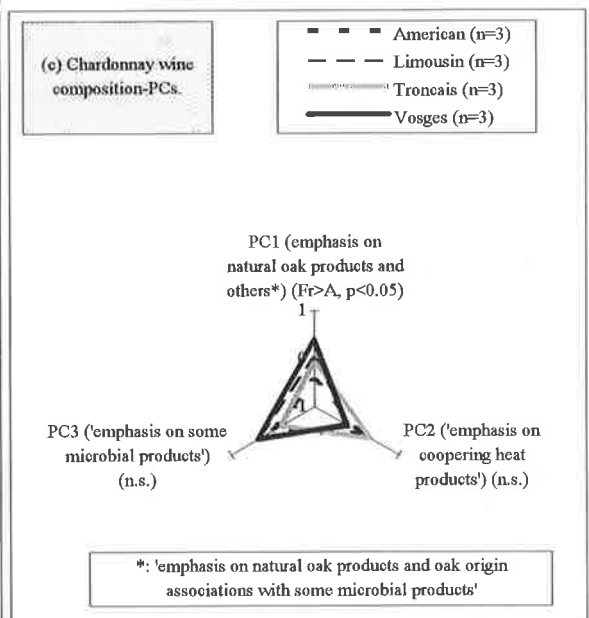 (c) Chardonnay wine
composition-PCs.
American (n=3)
Limousin (n=3)
Troncais (n=3)
Vosges (n=3)
PC1 (emphasis on
natural oak products and
others*) (Fr>A, p<0.05)
1
0
-1
PC3 ('emphasis on some
microbial products')
(n.s.)
PC2 ('emphasis on
coopering heat
products') (n.s.)
*: 'emphasis on natural oak products and oak origin
associations with some microbial products'